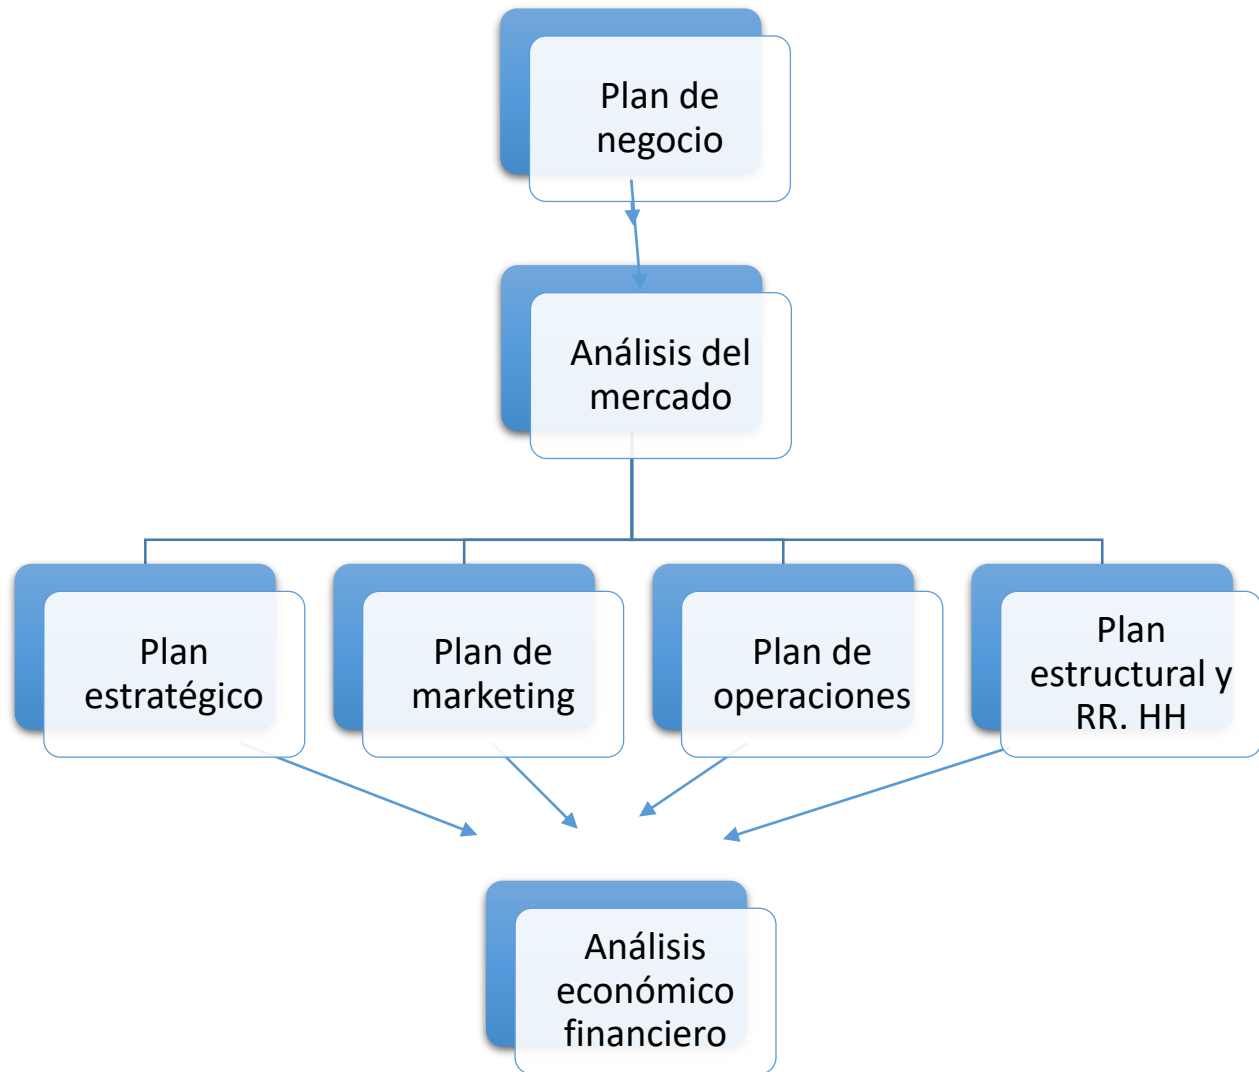 Plan de
negocio
Análisis del
mercado
Plan
estratégico
Plan de
marketing
Plan de
operaciones
Plan
estructural y
RR. HH
Análisis
económico
financiero